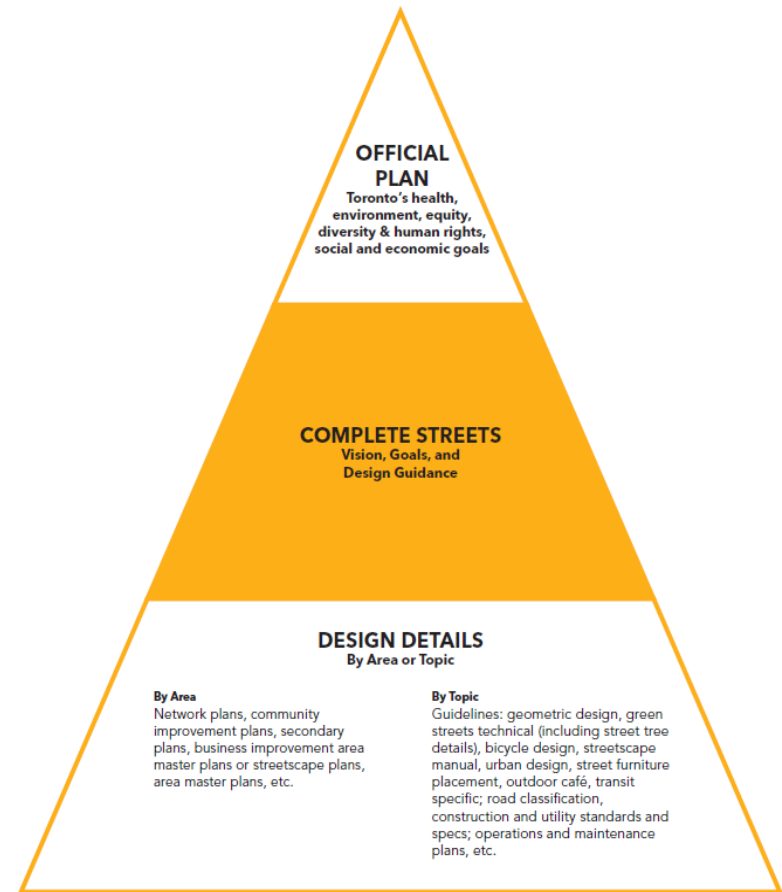 OFFICIAL
PLAN
Toronto’s health,
environment, equity,
diversity & human rights,
social and economic goals
COMPLETE STREETS
Vision, Goals, and
Design Guidance
DESIGN DETAILS
By Area or Topic
By Area
Network plans, community
improvement plans, secondary
plans, business improvement area
master plans or streetscape plans,
area master plans, etc.
By Topic
Guidelines: geometric design, green
streets technical (including street tree
details), bicycle design, streetscape
manual, urban design, street furniture
placement, outdoor café, transit
specific; road classification,
construction and utility standards and
specs; operations and maintenance
plans, etc.